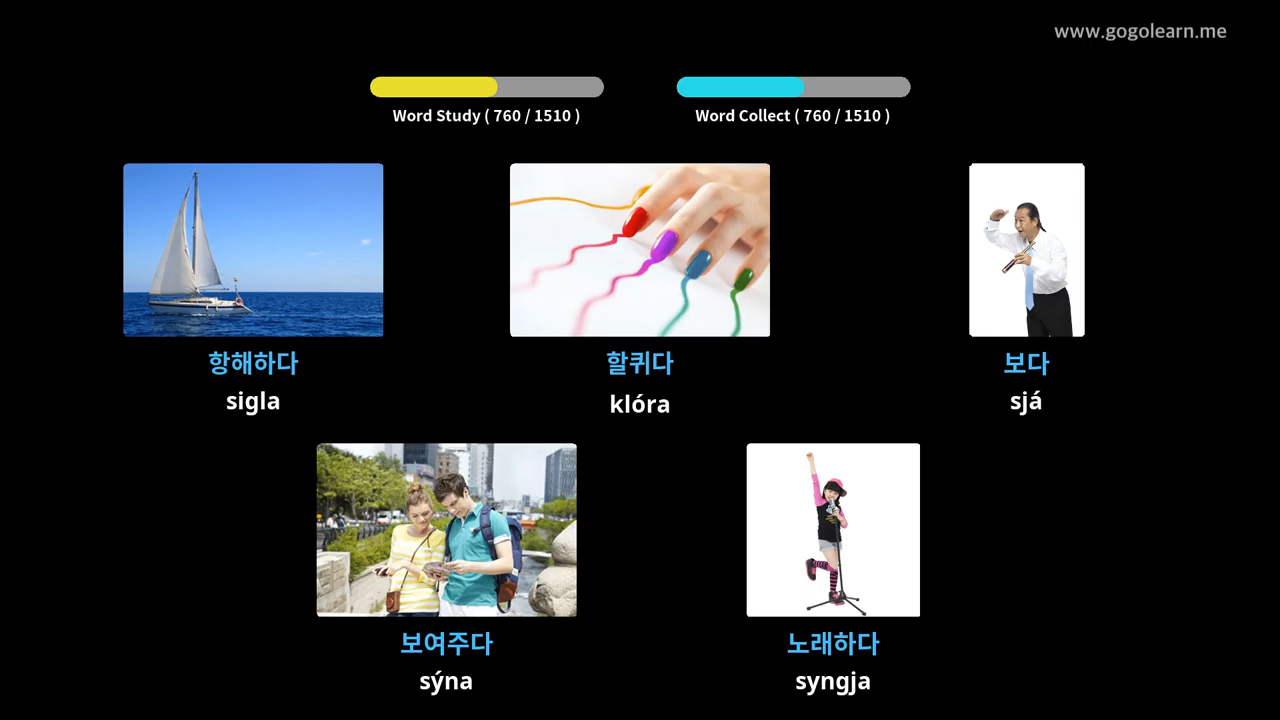 www.gogolearn.me
Word Study ( 760 / 1510 )
Word Collect ( 760 / 1510 )
항해하다
sigla
할퀴다
klóra
보다
sjá
보여주다
sýna
노래하다
syngja